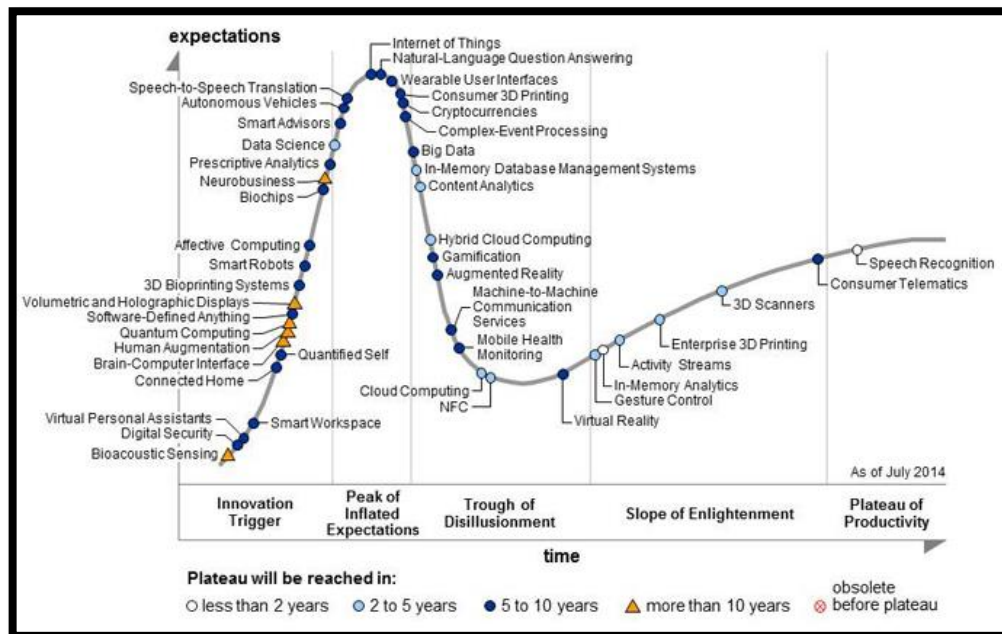 expectations
Internet of Things
Natural-Language Question Answering
Wearable User Interfaces
Consumer 3D Printing
Cryptocurrencies
Complex-Event Processing
Speech-to-Speech Translation
Autonomous Vehicles
Smart Advisors
Data Science
Prescriptive Analytics
Neurobusiness
Biochips
Big Data
In-Memory Database Management Systems
Content Analytics
Affective Computing
Smart Robots
3D Bioprinting Systems
Volumetric and Holographic Displays
Software-Defined Anything
Quantum Computing
Human Augmentation
Brain-Computer Interface
Connected Home
Quantified Self
Virtual Personal Assistants
Digital Security
Bioacoustic Sensing
Smart Workspace
Hybrid Cloud Computing
Gamification
Augmented Reality
Machine-to-Machine
Communication
Services
Mobile Health
Monitoring
Cloud Computing
NFC
Virtual Reality
Gesture Control
In-Memory Analytics
Activity Streams
Enterprise 3D Printing
3D Scanners
Consumer Telematics
Speech Recognition
As of July 2014
Innovation
Trigger
Peak of
Inflated
Expectations
Trough of
Disillusionment
Slope of Enlightenment
Plateau of
Productivity
time
Plateau will be reached in:
less than 2 years
2 to 5 years
5 to 10 years
more than 10 years
obsolete
before plateau